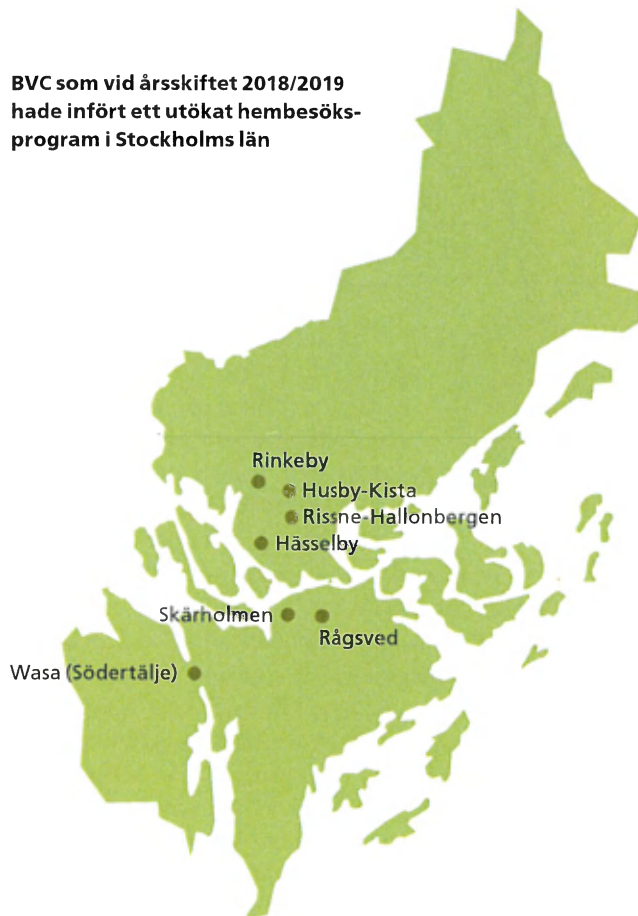 BVC som vid årsskiftet 2018/2019
hade infört ett utökat hembesöks-
program i Stockholms län
Rinkeby
Husby-Kista
Rissne-Hallonbergen
Hässelby
Skärholmen
Rågsved
Wasa (Södertälje)